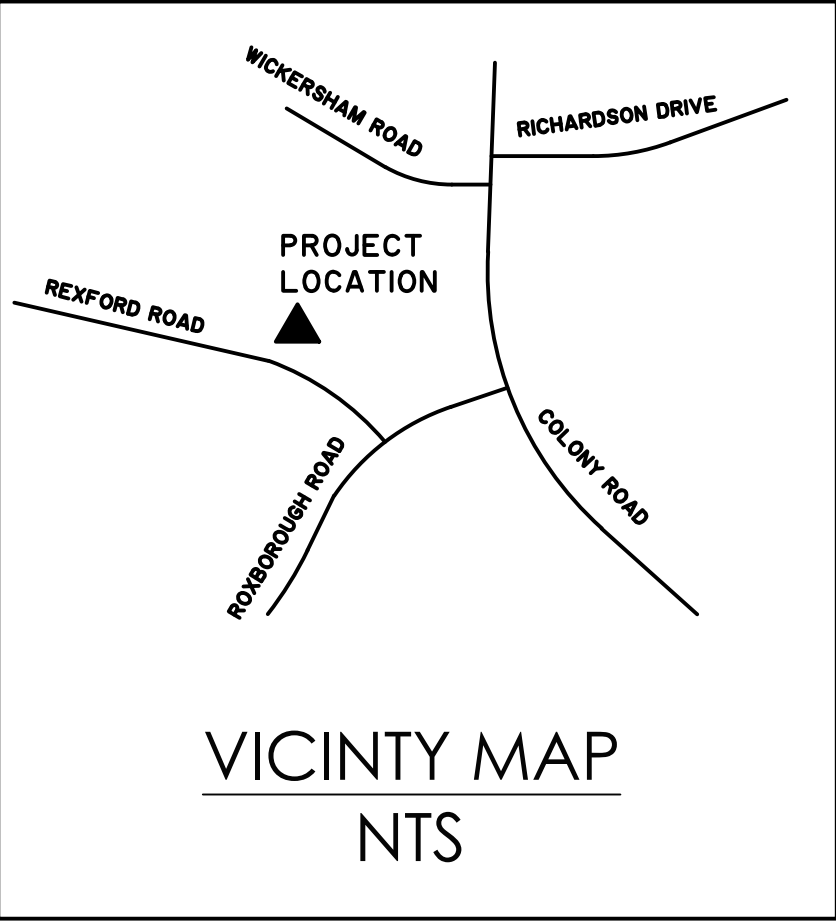 WICKERSHAM ROAD
RICHARDSON DRIVE
PROJECT
LOCATION
REXFORD ROAD
ROXBOROUGH ROAD
COLONY ROAD
VICINTY MAP
NTS